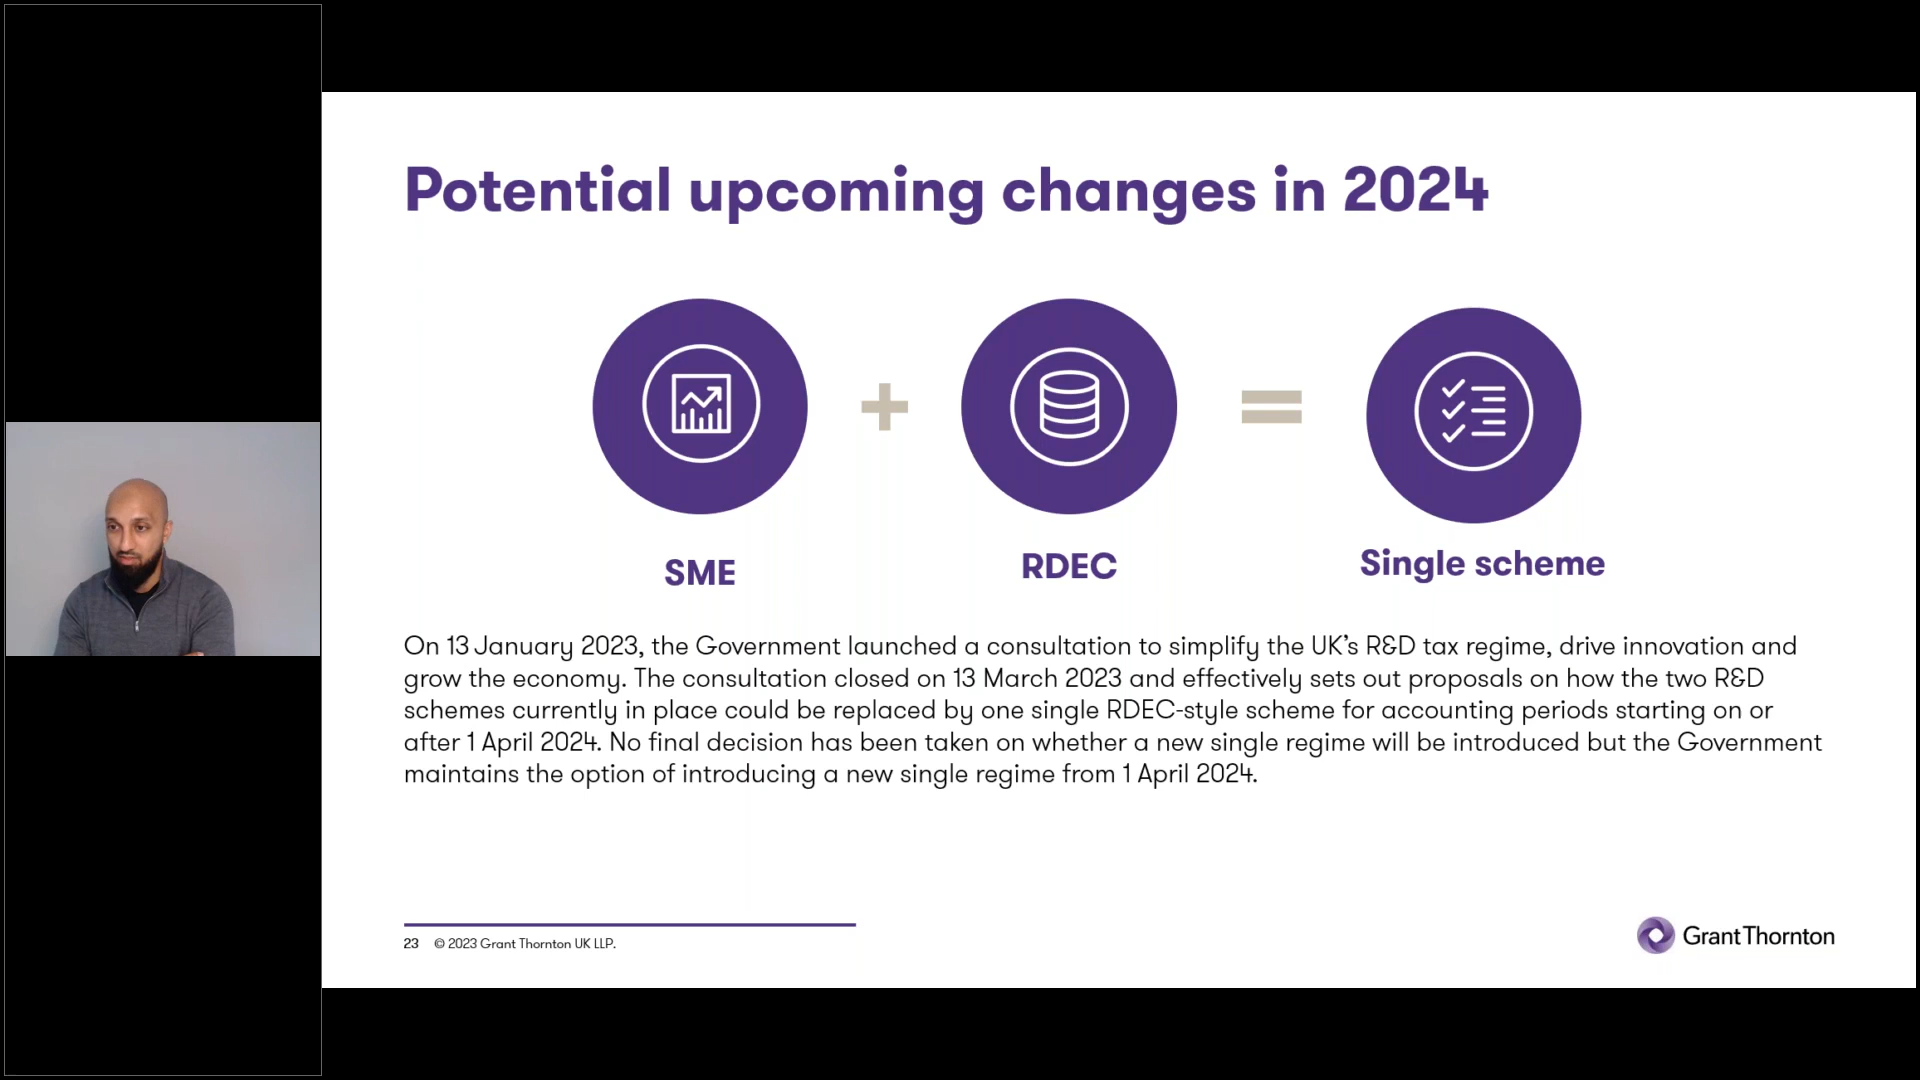 Potential upcoming changes in 2024
SME
RDEC
Single scheme
On 13 January 2023, the Government launched a consultation to simplify the UK’s R&D tax regime, drive innovation and
grow the economy. The consultation closed on 13 March 2023 and effectively sets out proposals on how the two R&D
schemes currently in place could be replaced by one single RDEC-style scheme for accounting periods starting on or
after 1 April 2024. No final decision has been taken on whether a new single regime will be introduced but the Government
maintains the option of introducing a new single regime from 1 April 2024.
23 © 2023 Grant Thornton UK LLP.
Grant Thornton